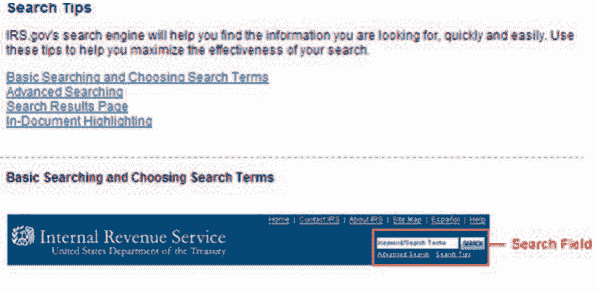 Search Tips
IRS.gov's search engine will help you find the information you are looking for, quickly and easily. Use
these tips to help you maximize the effectiveness of your search.
Basic Searching and Choosing Search Terms
Advanced Searching
Search Results Page
In-Document Highlighting
Basic Searching and Choosing Search Terms
Home | Contact IRS | About IRS | Site Map | Español | Help
Internal Revenue Service
United States Department of the Treasury
Keyword/Search Terms SEARCH
Advanced Search Search Tips
Search Field